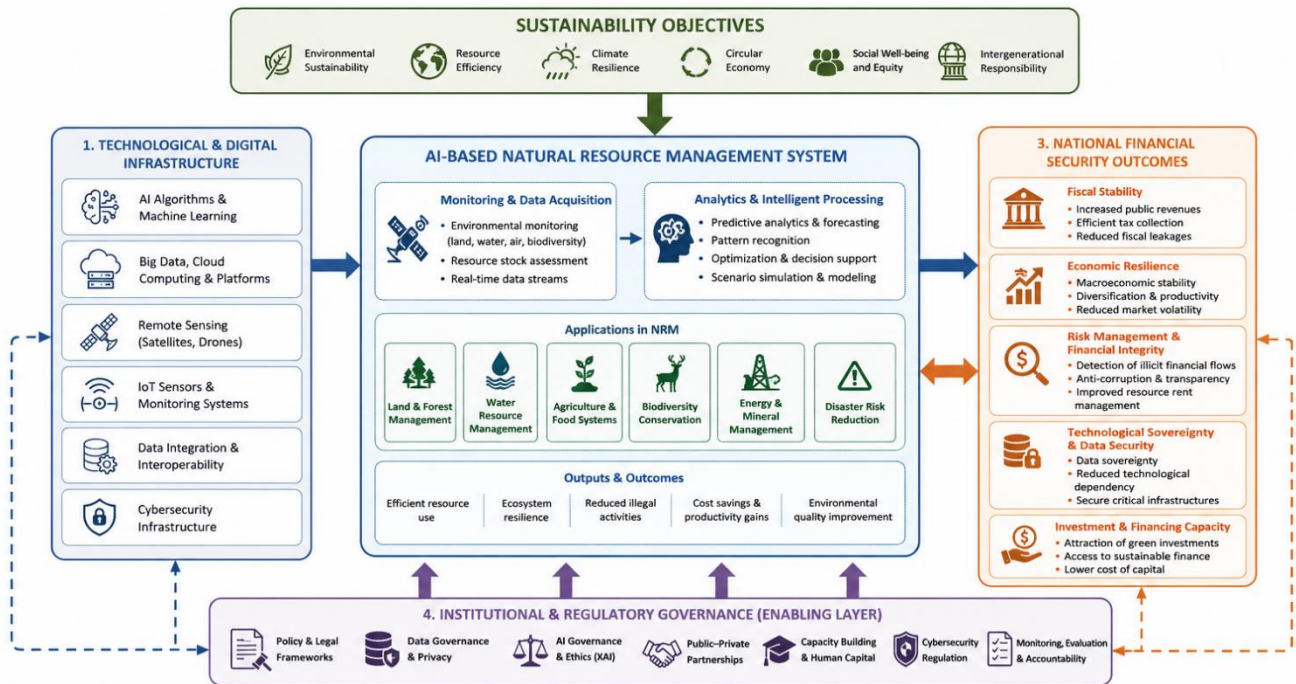 SUSTAINABILITY OBJECTIVES
Environmental
Sustainability
Resource
Efficiency
Climate
Resilience
Circular
Economy
Social Well-being
and Equity
Intergenerational
Responsibility
1. TECHNOLOGICAL & DIGITAL
INFRASTRUCTURE
AI Algorithms &
Machine Learning
Big Data, Cloud
Computing & Platforms
Remote Sensing
(Satellites, Drones)
IoT Sensors &
Monitoring Systems
Data Integration &
Interoperability
Cybersecurity
Infrastructure
AI-BASED NATURAL RESOURCE MANAGEMENT SYSTEM
Monitoring & Data Acquisition
• Environmental monitoring
(land, water, air, biodiversity)
• Resource stock assessment
• Real-time data streams
Analytics & Intelligent Processing
• Predictive analytics & forecasting
• Pattern recognition
• Optimization & decision support
• Scenario simulation & modeling
Applications in NRM
Land & Forest
Management
Water
Resource
Management
Agriculture &
Food Systems
Biodiversity
Conservation
Energy &
Mineral
Management
Disaster Risk
Reduction
Outputs & Outcomes
Efficient resource
use
Ecosystem
resilience
Reduced illegal
activities
Cost savings &
productivity gains
Environmental
quality improvement
3. NATIONAL FINANCIAL
SECURITY OUTCOMES
Fiscal Stability
• Increased public revenues
• Efficient tax collection
• Reduced fiscal leakages
Economic Resilience
• Macroeconomic stability
• Diversification & productivity
• Reduced market volatility
Risk Management &
Financial Integrity
• Detection of illicit financial flows
• Anti-corruption & transparency
• Improved resource rent
management
Technological Sovereignty
& Data Security
• Data sovereignty
• Reduced technological
dependency
• Secure critical infrastructures
Investment & Financing Capacity
• Attraction of green investments
• Access to sustainable finance
• Lower cost of capital
4. INSTITUTIONAL & REGULATORY GOVERNANCE (ENABLING LAYER)
Policy & Legal
Frameworks
Data Governance
& Privacy
AI Governance
& Ethics (XAI)
Public–Private
Partnerships
Capacity Building
& Human Capital
Cybersecurity
Regulation
Monitoring, Evaluation
& Accountability